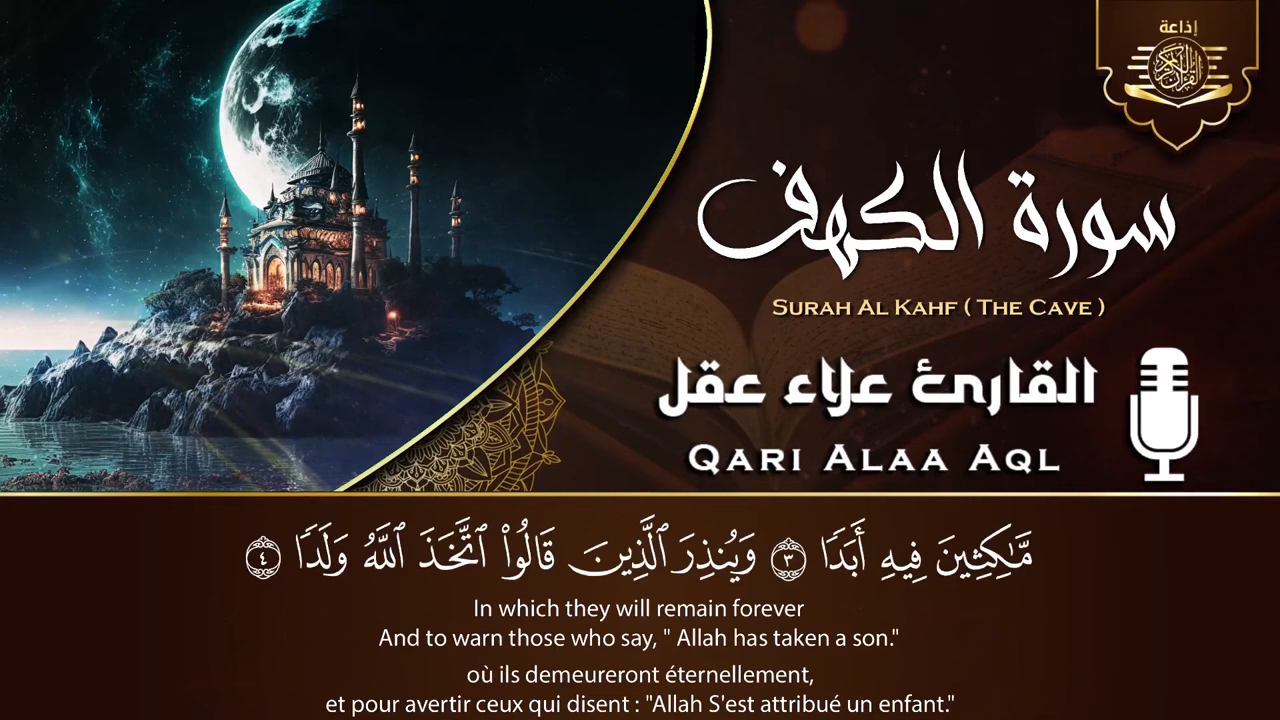 إذاعة
القرآن الكريم
سورة الكهف
SURAH AL KAHF ( THE CAVE )
القارئ علاء عقل
QARI ALAA AQL
مَّٰكِثِينَ فِيهِ أَبَدٗا ٣ وَيُنذِرَ ٱلَّذِينَ قَالُواْ ٱتَّخَذَ ٱللَّهُ وَلَدٗا ٤
In which they will remain forever
And to warn those who say, " Allah has taken a son."
où ils demeureront éternellement,
et pour avertir ceux qui disent : "Allah S'est attribué un enfant."